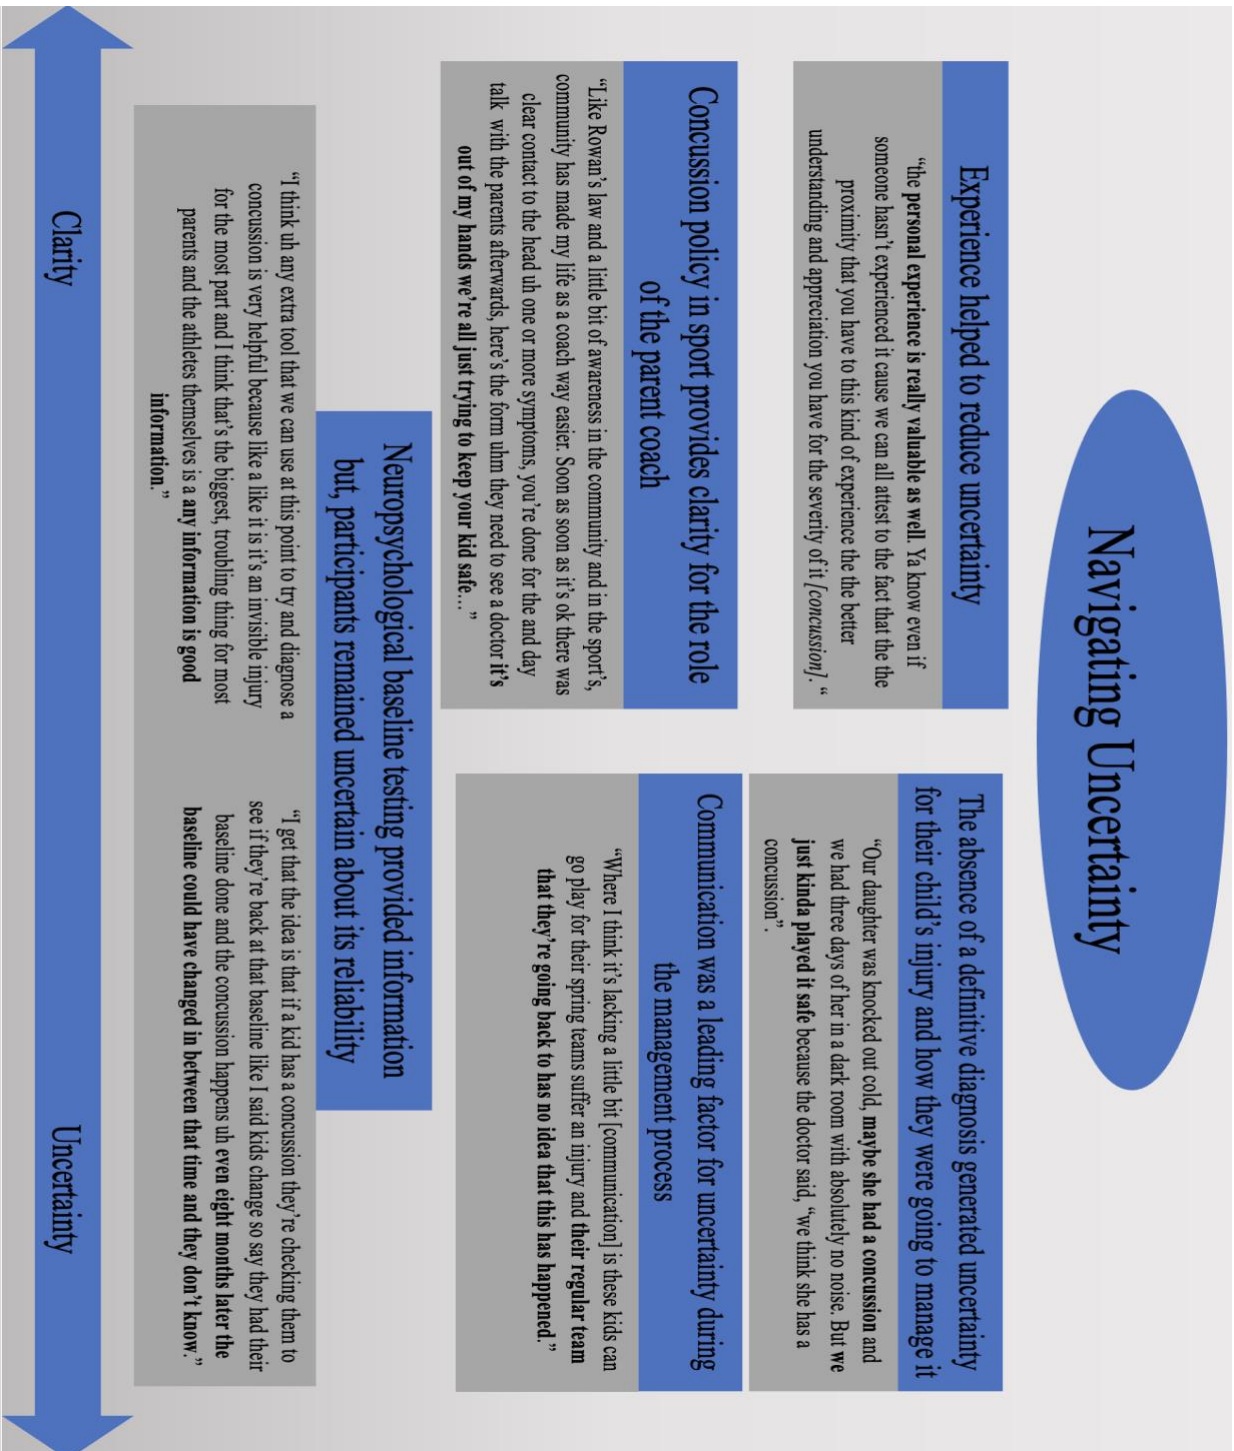 Navigating Uncertainty
Experience helped to reduce uncertainty
“the personal experience is really valuable as well. Ya know even if
someone hasn’t experienced it cause we can all attest to the fact that the the
proximity that you have to this kind of experience the the better
understanding and appreciation you have for the severity of it [concussion]. “
The absence of a definitive diagnosis generated uncertainty
for their child’s injury and how they were going to manage it
“Our daughter was knocked out cold, maybe she had a concussion and
we had three days of her in a dark room with absolutely no noise. But we
just kinda played it safe because the doctor said, “we think she has a
concussion”.
Concussion policy in sport provides clarity for the role
of the parent coach
“Like Rowan’s law and a little bit of awareness in the community and in the sport’s,
community has made my life as a coach way easier. Soon as soon as it’s ok there was
clear contact to the head uh one or more symptoms, you’re done for the and day
talk with the parents afterwards, here’s the form uhm they need to see a doctor it’s
out of my hands we’re all just trying to keep your kid safe…”
Communication was a leading factor for uncertainty during
the management process
“Where I think it’s lacking a little bit [communication] is these kids can
go play for their spring teams suffer an injury and their regular team
that they’re going back to has no idea that this has happened.”
Neuropsychological baseline testing provided information
but, participants remained uncertain about its reliability
“I think uh any extra tool that we can use at this point to try and diagnose a
concussion is very helpful because like a like it is it’s an invisible injury
for the most part and I think that’s the biggest, troubling thing for most
parents and the athletes themselves is a any information is good
information.”
“I get that the idea is that if a kid has a concussion they’re checking them to
see if they’re back at that baseline like I said kids change so say they had their
baseline done and the concussion happens uh even eight months later the
baseline could have changed in between that time and they don’t know.”
Clarity
Uncertainty